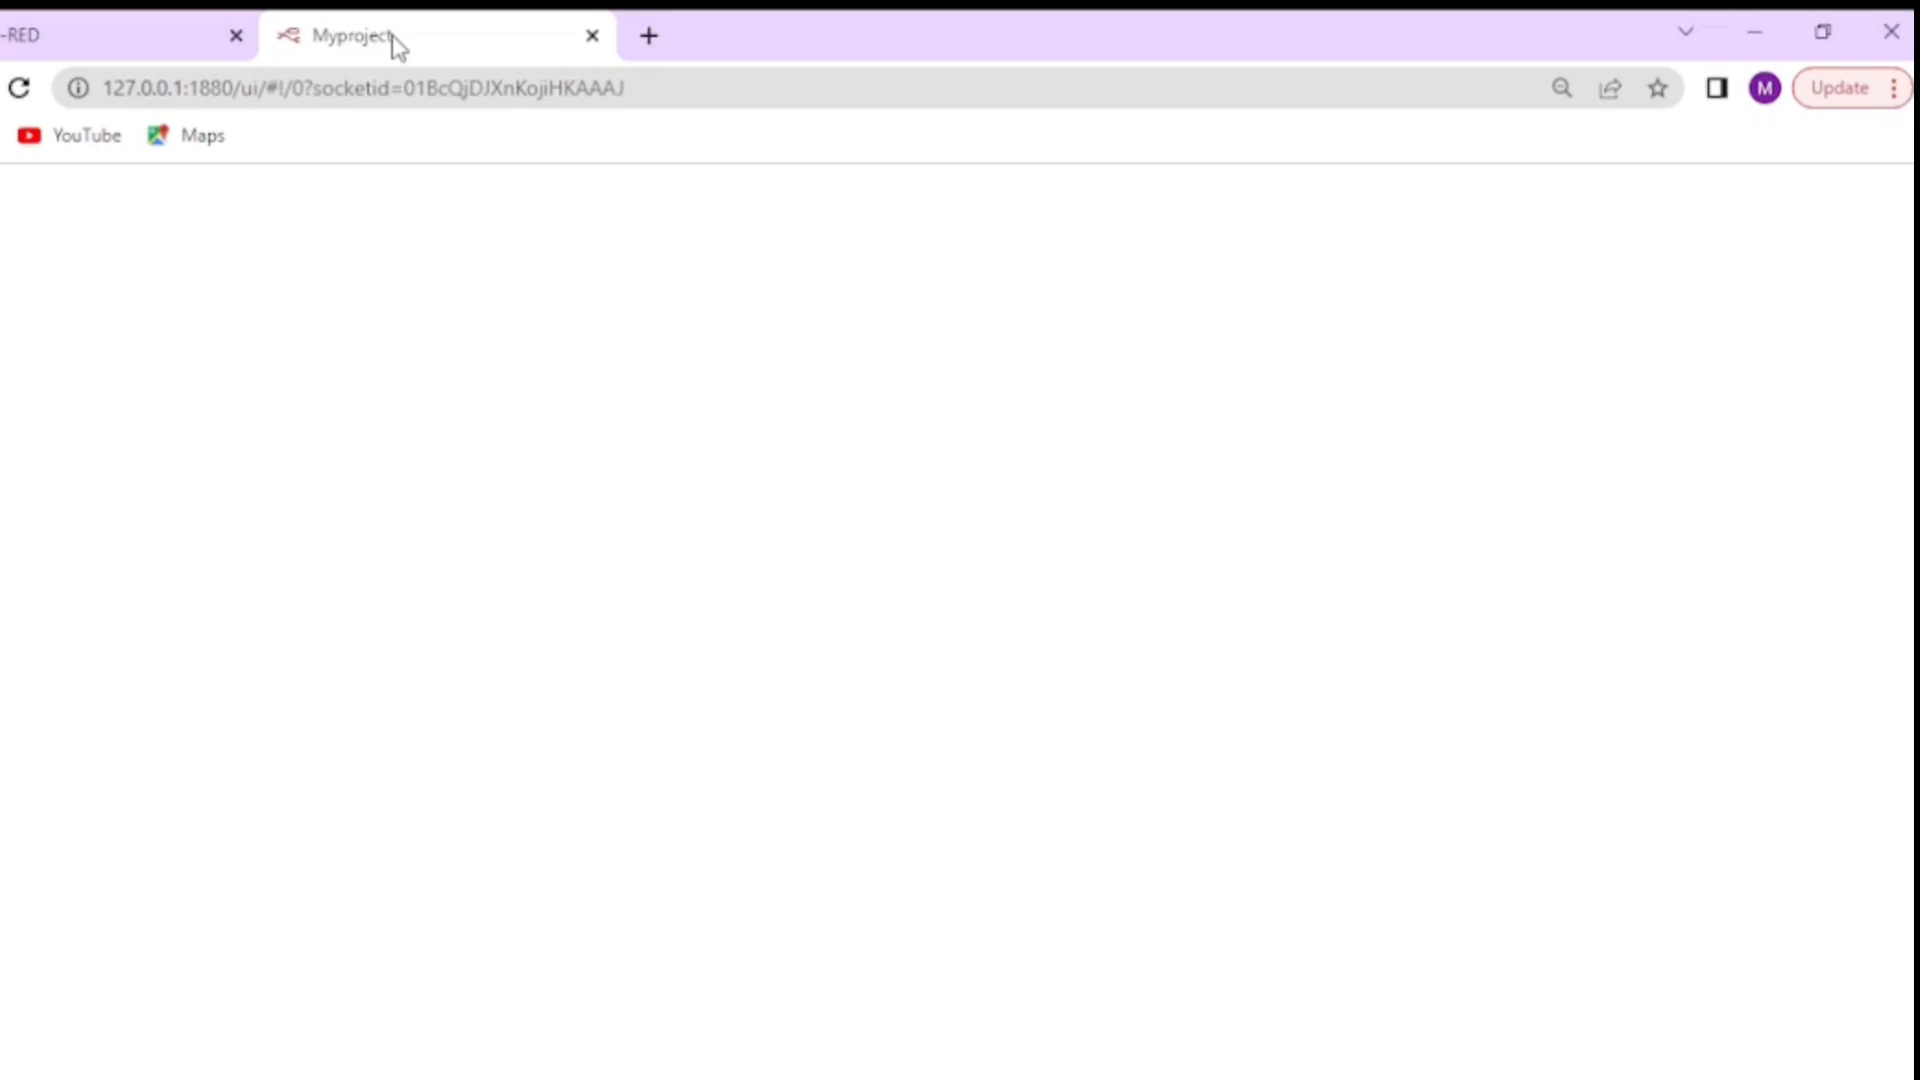 -RED
Myproject
127.0.0.1:1880/ui/#!/0?socketid=01BcQjDJXnKojiHKAAAJ
M
Update
YouTube
Maps